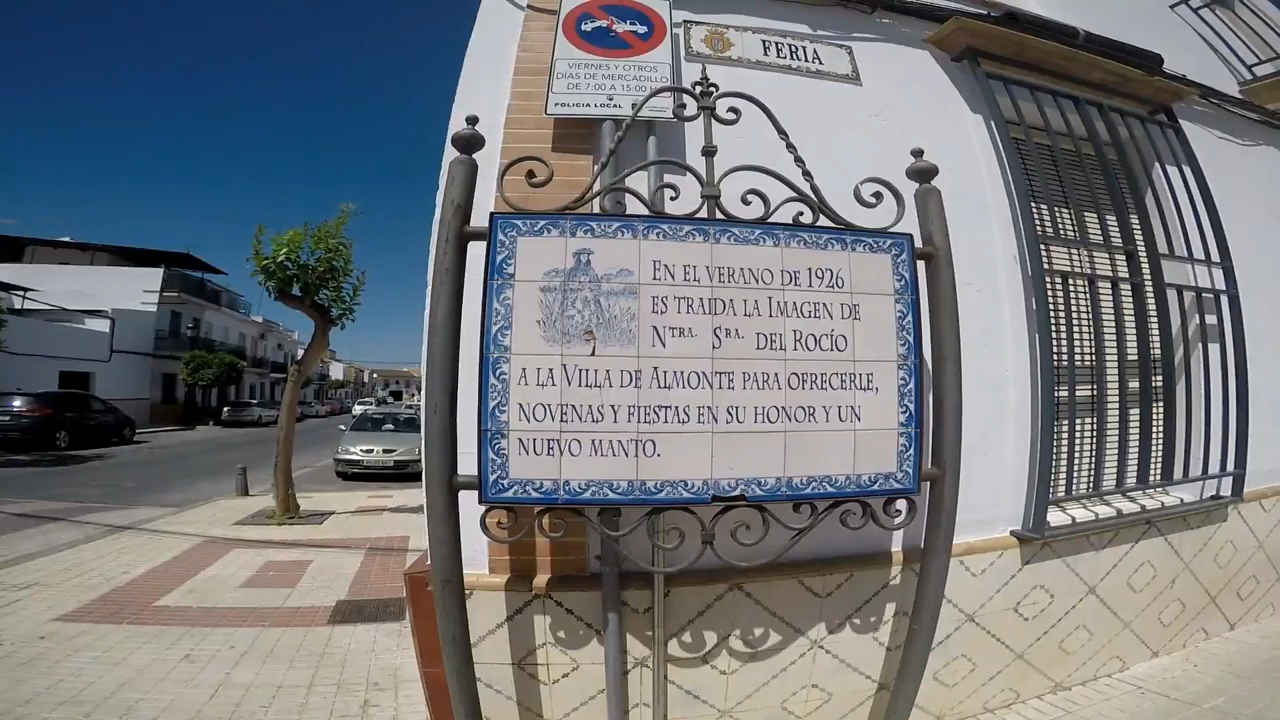 VIERNES Y OTROS
DÍAS DE MERCADILLO
DE 7:00 A 15:00 H
POLICIA LOCAL
FERIA
EN EL VERANO DE 1926
ES TRAIDA LA IMAGEN DE
NTRA. SRA. DEL ROCÍO
A LA VILLA DE ALMONTE PARA OFRECERLE,
NOVENAS Y FIESTAS EN SU HONOR Y UN
NUEVO MANTO.